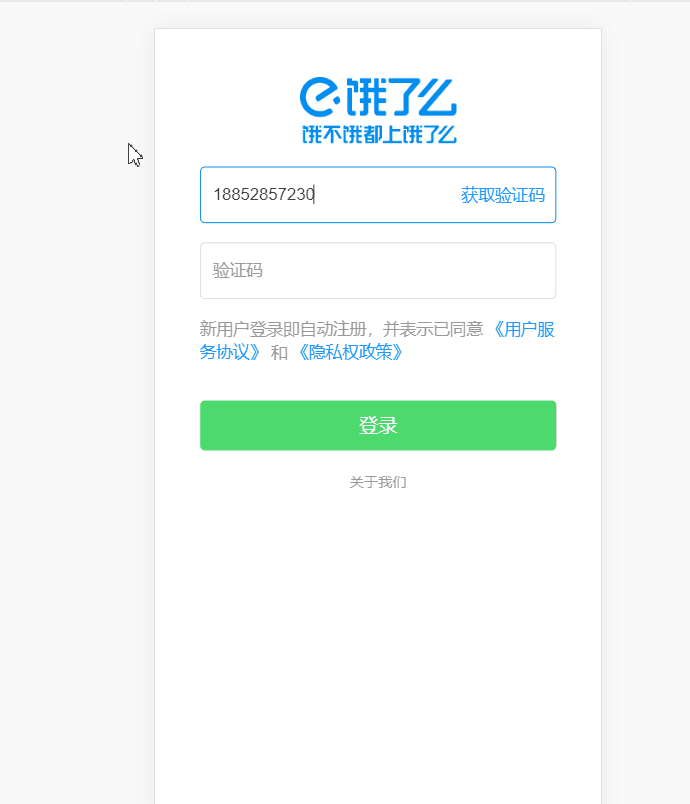 饿了么
饿不饿都上饿了么
18852857230 获取验证码
验证码
新用户登录即自动注册，并表示已同意 《用户服
务协议》 和 《隐私权政策》
登录
关于我们